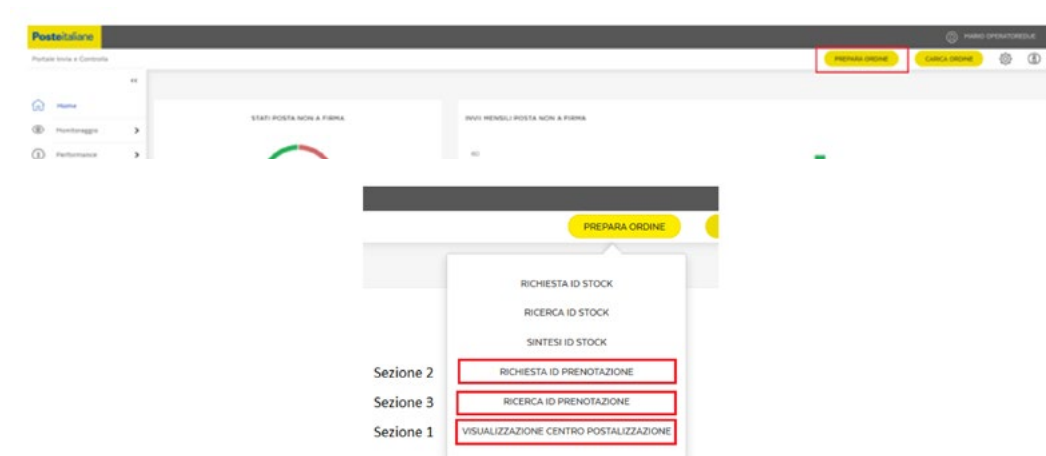 Posteitaliane
MARIO OPERATOREDUE
Portale Invia e Controlla
PREPARA ORDINE
CARICA ORDINE
<<
Home
STATI POSTA NON A FIRMA
INVII MENSILI POSTA NON A FIRMA
Monitoraggio >
60
Performance >
PREPARA ORDINE
RICHIESTA ID STOCK
RICERCA ID STOCK
SINTESI ID STOCK
Sezione 2 RICHIESTA ID PRENOTAZIONE
Sezione 3 RICERCA ID PRENOTAZIONE
Sezione 1 VISUALIZZAZIONE CENTRO POSTALIZZAZIONE